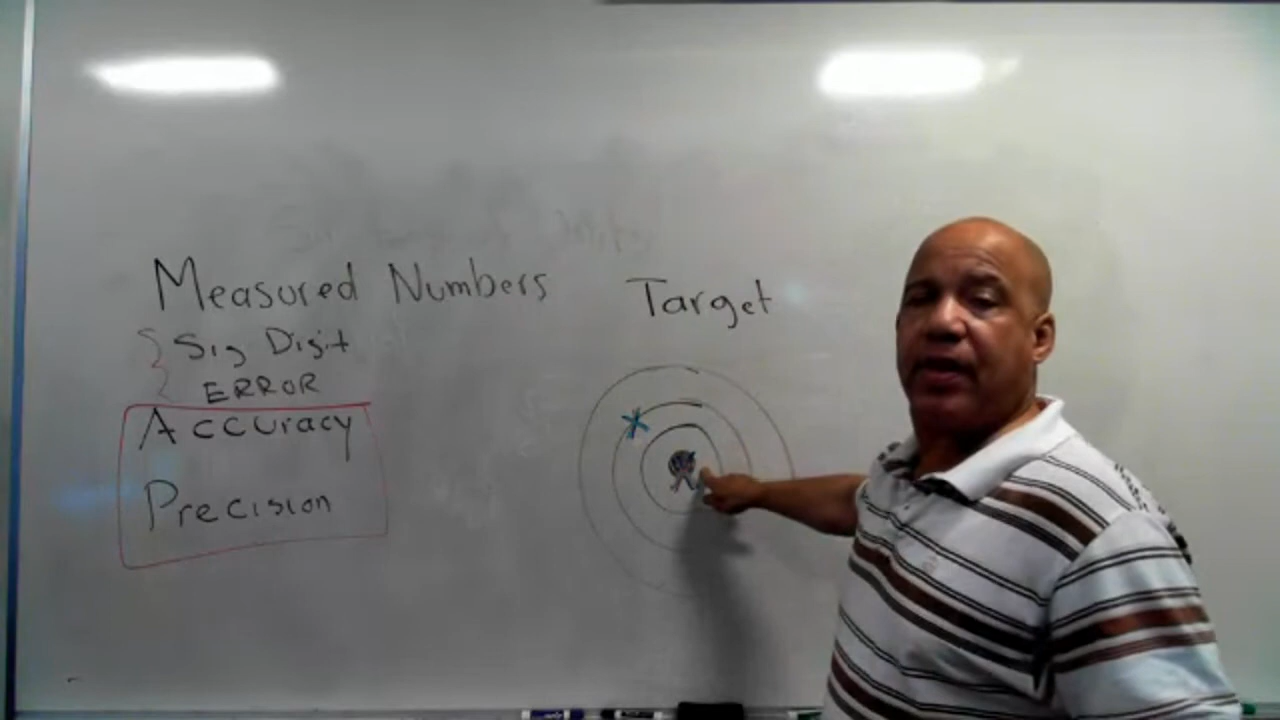 Measured Numbers
Sig Digit
ERROR
Accuracy
Precision
Target
X